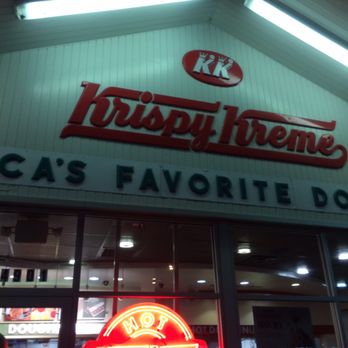 KK
Krispy Kreme
CA'S FAVORITE DO
HOT